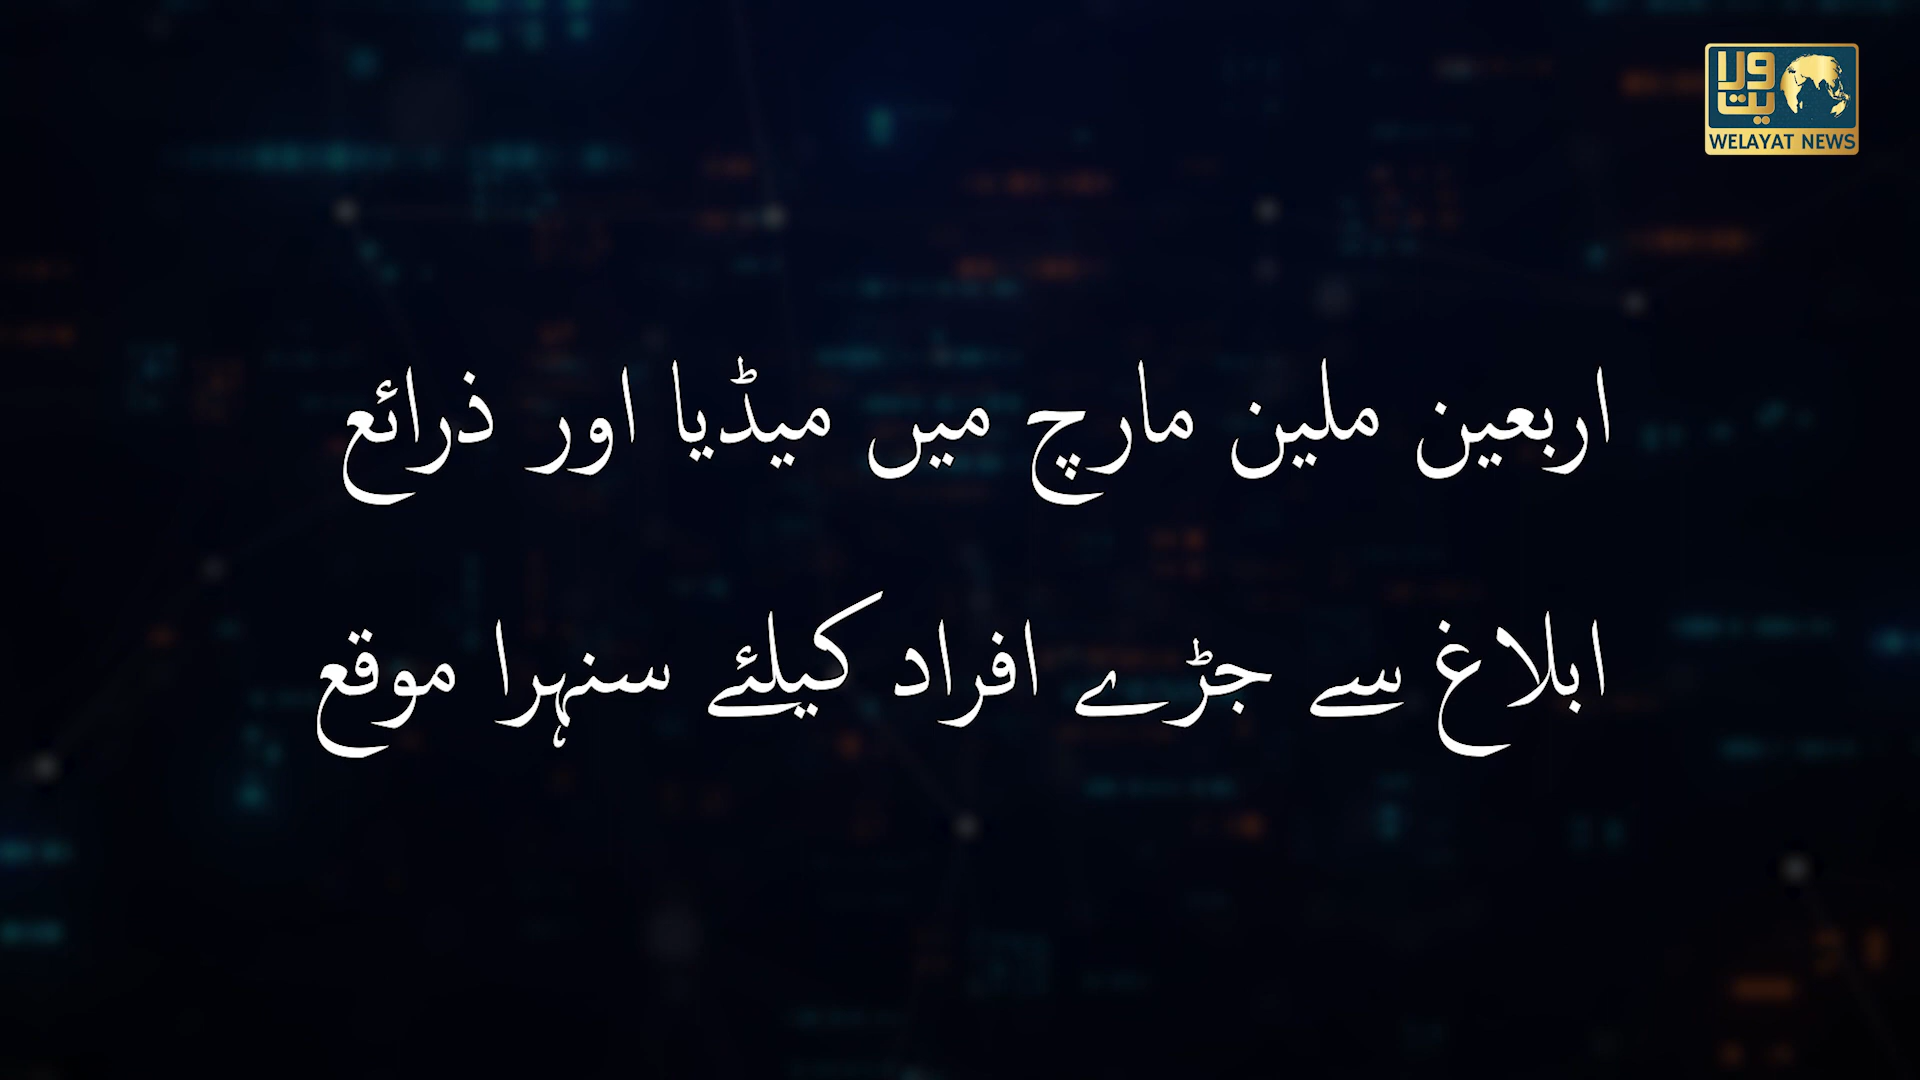 ولایت
WELAYAT NEWS
اربعین ملین مارچ میں میڈیا اور ذرائع
ابلاغ سے جڑے افراد کیلئے سنہرا موقع